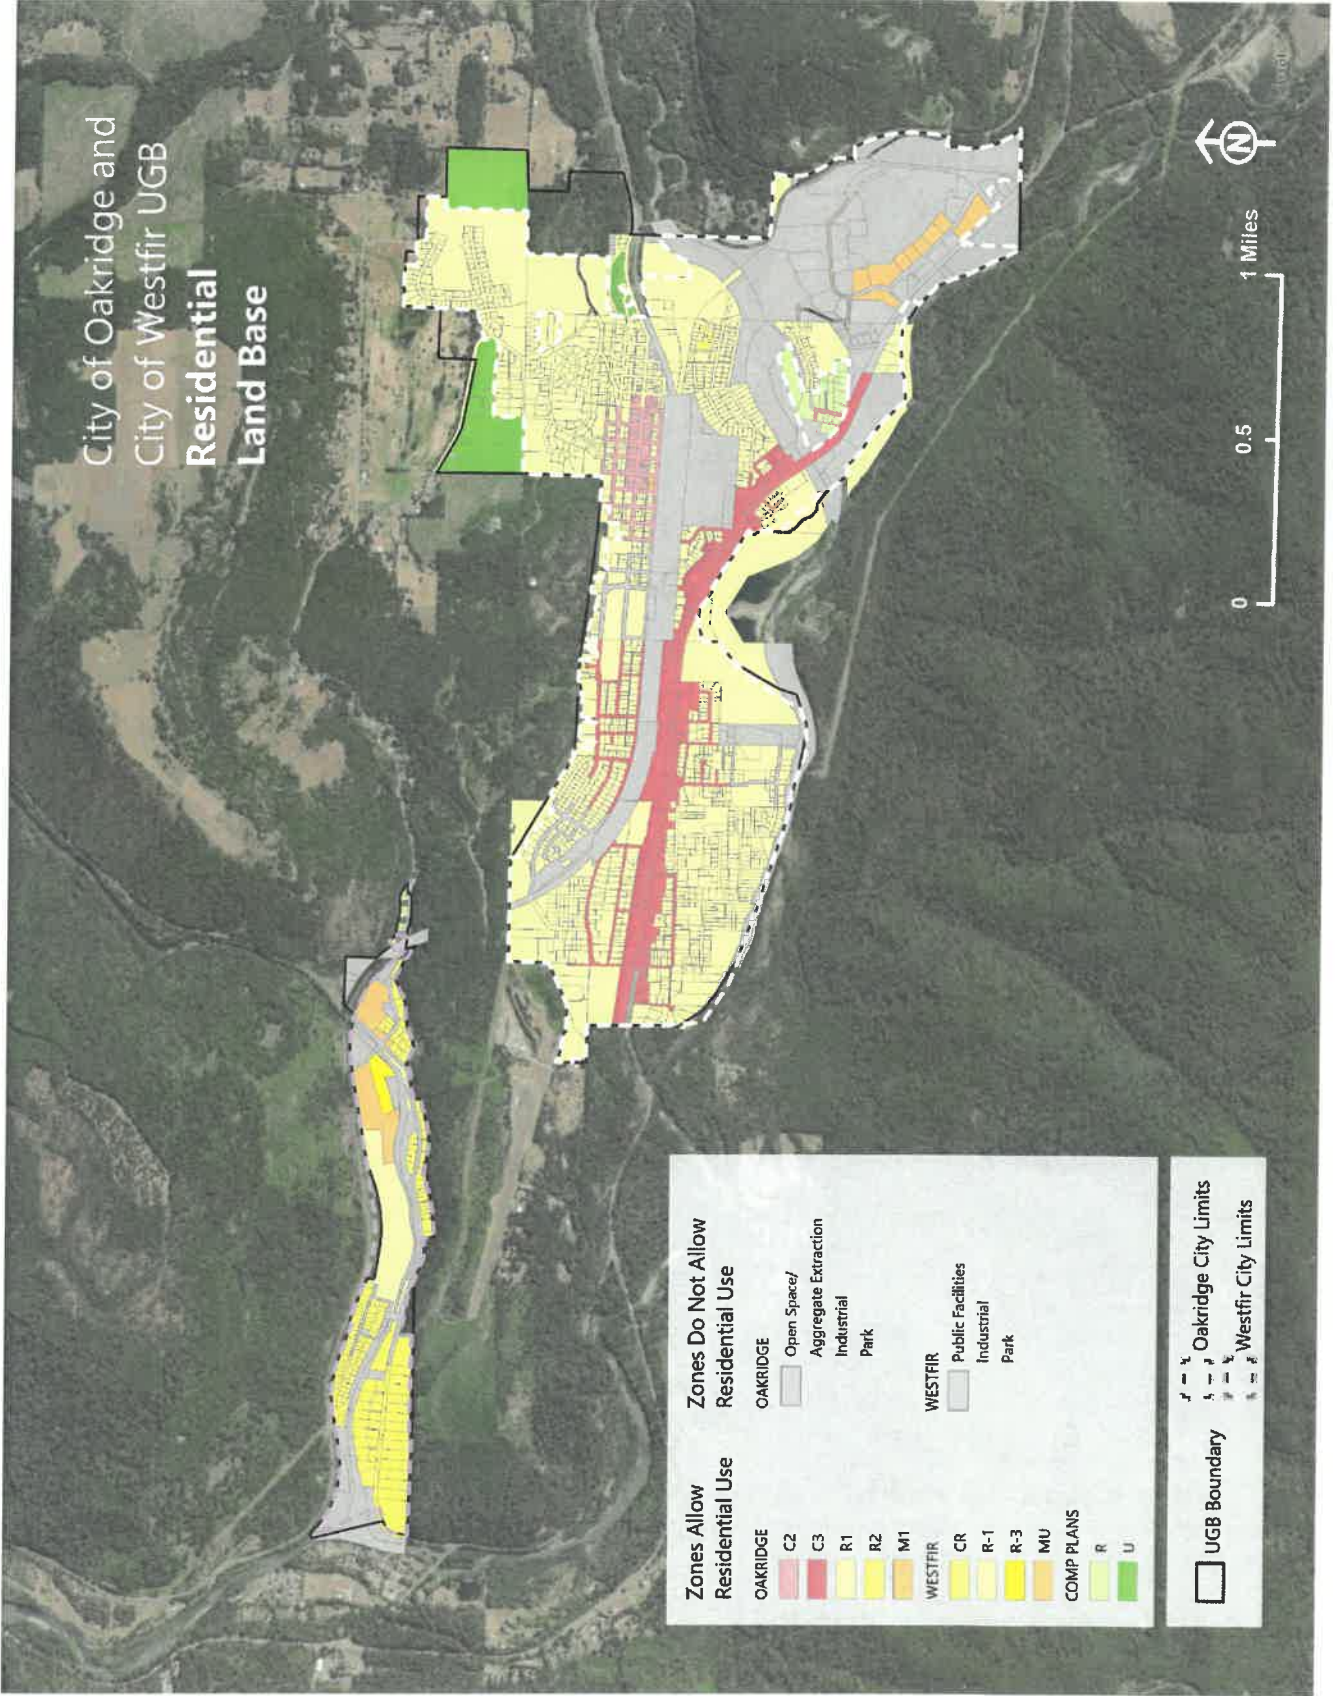 City of Oakridge and
City of Westfir UGB
Residential
Land Base
Zones Allow
Residential Use
OAKRIDGE
C2
C3
R1
R2
M1
WESTFIR
CR
R-1
R-3
MU
COMP PLANS
R
U
Zones Do Not Allow
Residential Use
OAKRIDGE
Open Space/
Aggregate Extraction
Industrial
Park
WESTFIR
Public Facilities
Industrial
Park
UGB Boundary
Oakridge City Limits
Westfir City Limits
0
0.5
1 Miles
N